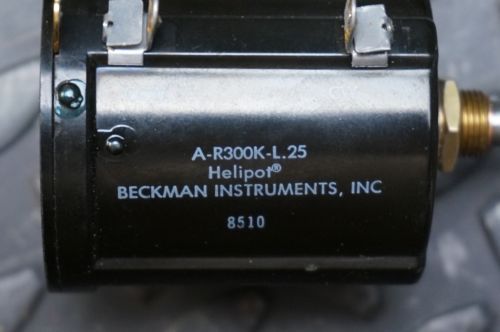 A-R300K-L.25
Helipot®
BECKMAN INSTRUMENTS, INC
8510